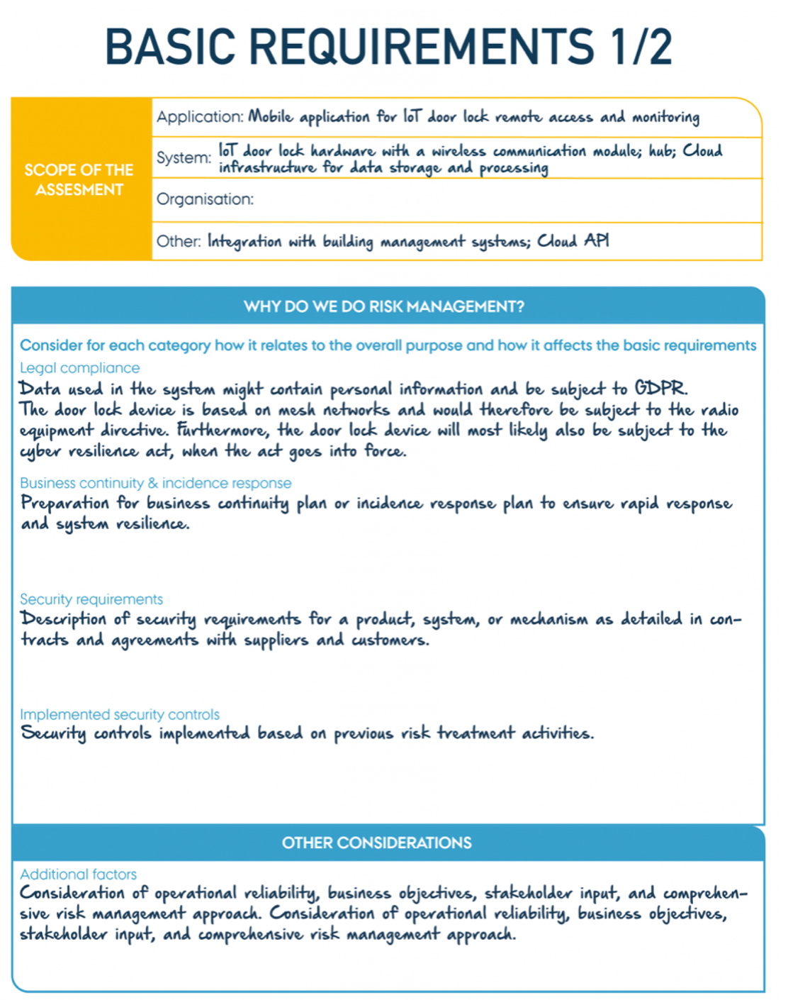 BASIC REQUIREMENTS 1/2
SCOPE OF THE
ASSESMENT
Application: Mobile application for IoT door lock remote access and monitoring
System: IoT door lock hardware with a wireless communication module; hub; Cloud
infrastructure for data storage and processing
Organisation:
Other: Integration with building management systems; Cloud API
WHY DO WE DO RISK MANAGEMENT?
Consider for each category how it relates to the overall purpose and how it affects the basic requirements
Legal compliance
Data used in the system might contain personal information and be subject to GDPR.
The door lock device is based on mesh networks and would therefore be subject to the radio
equipment directive. Furthermore, the door lock device will most likely also be subject to the
cyber resilience act, when the act goes into force.
Business continuity & incidence response
Preparation for business continuity plan or incidence response plan to ensure rapid response
and system resilience.
Security requirements
Description of security requirements for a product, system, or mechanism as detailed in con-
tracts and agreements with suppliers and customers.
Implemented security controls
Security controls implemented based on previous risk treatment activities.
OTHER CONSIDERATIONS
Additional factors
Consideration of operational reliability, business objectives, stakeholder input, and comprehen-
sive risk management approach. Consideration of operational reliability, business objectives,
stakeholder input, and comprehensive risk management approach.